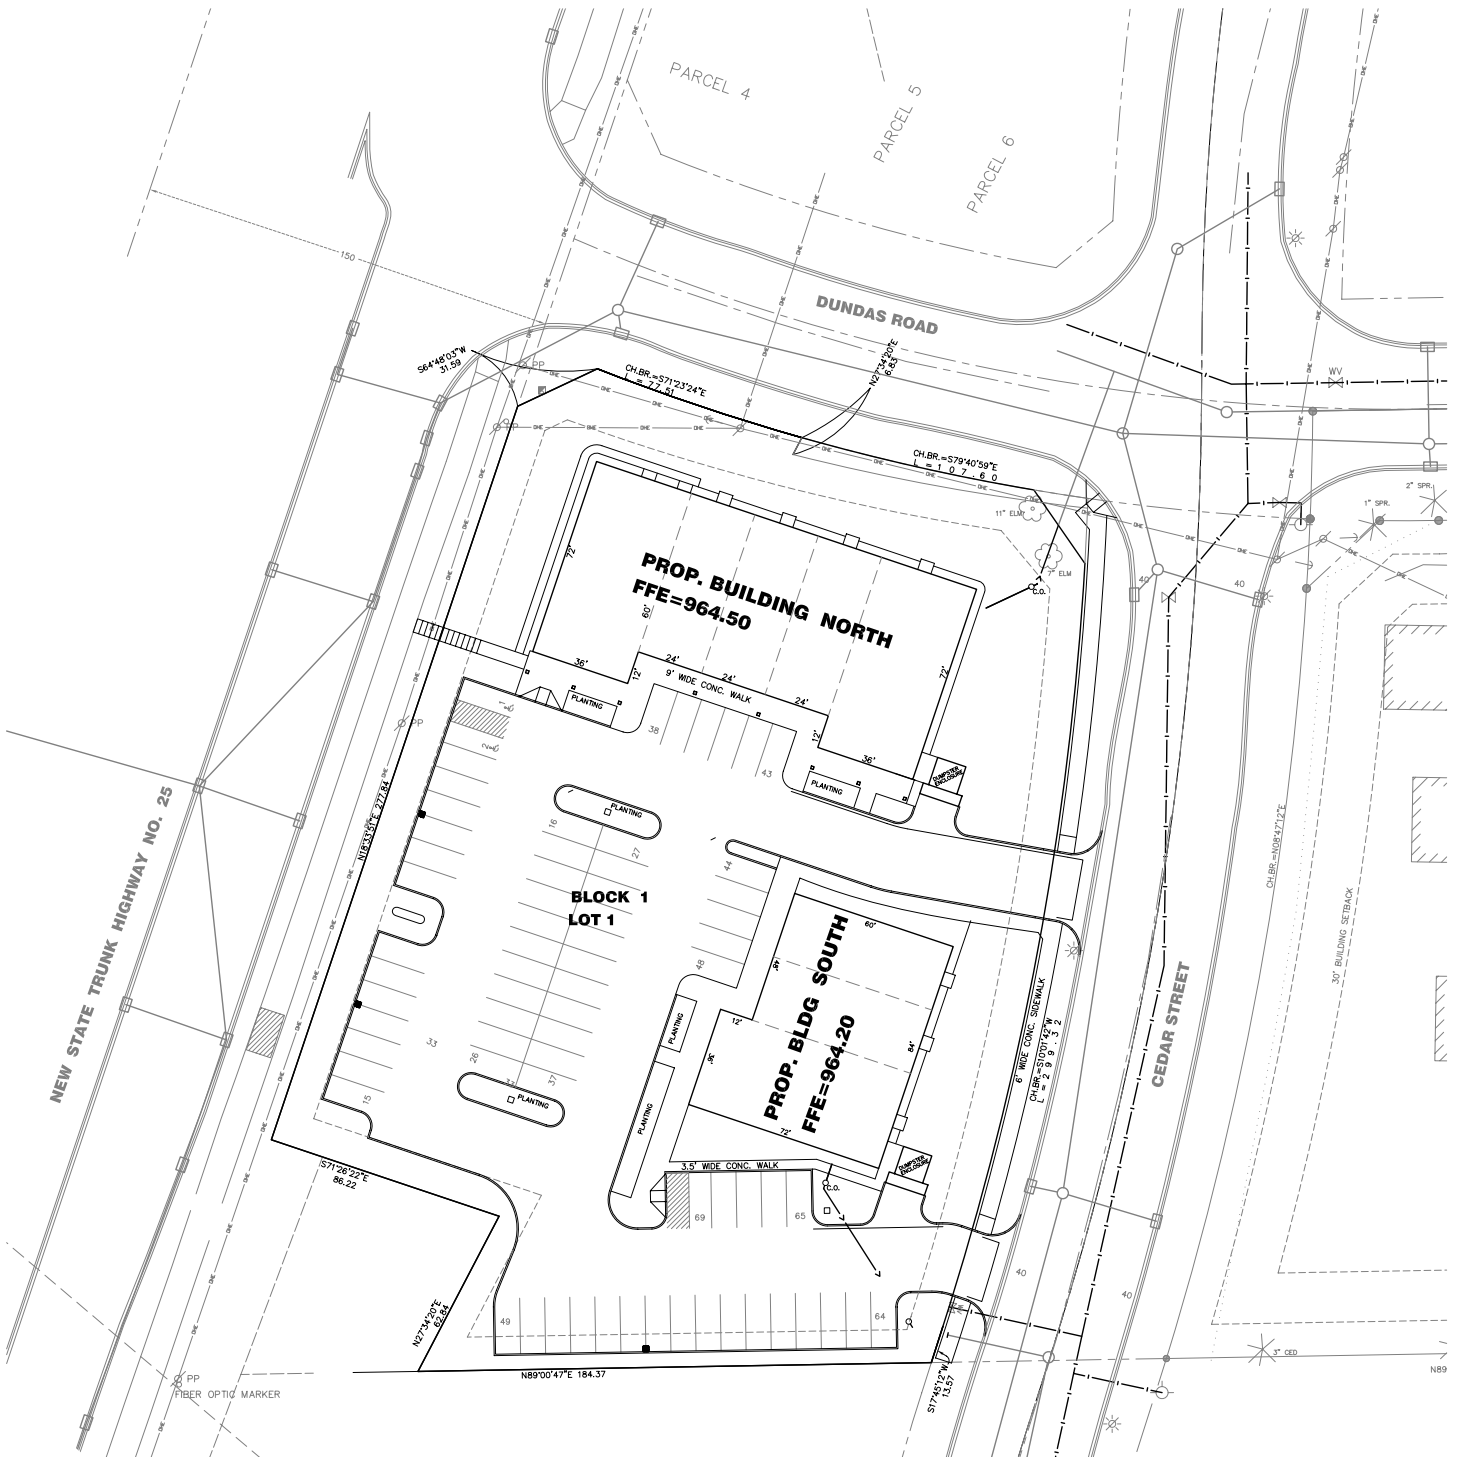 PARCEL 4
PARCEL 5
PARCEL 6
150
DUNDAS ROAD
S64°48'03"W
31.59
PP
CH.BR.=S71°23'24"E
L = 77.51
N27°34'20"E
6.83
CH.BR.=S79°40'59"E
L = 107.60
WV
2" SPR.
1" SPR.
11" ELM
7" ELM
C.O.
40
40
PROP. BUILDING NORTH
FFE=964.50
72'
60'
72'
36'
12'
24'
24'
24'
12'
36'
9' WIDE CONC. WALK
PLANTING
PLANTING
DUMPSTER
ENCLOSURE
PP
1
2
38
43
PLANTING
16
27
44
48
BLOCK 1
LOT 1
N18°33'51"E 277.84
NEW STATE TRUNK HIGHWAY NO. 25
PROP. BLDG SOUTH
FFE=964.20
60'
48'
12'
36'
84'
72'
PLANTING
PLANTING
33
26
37
15
PLANTING
3.5' WIDE CONC. WALK
DUMPSTER
ENCLOSURE
C.O.
69
65
6' WIDE CONC. SIDEWALK
CH.BR.=S10°01'42"W
L = 299.32
CEDAR STREET
CH.BR.=N08°47'12"E
30' BUILDING SETBACK
S71°26'22"E
86.22
N27°34'20"E
62.84
49
64
40
40
3" CED
N89
N89°00'47"E 184.37
S17°45'12"W
13.57
PP
FIBER OPTIC MARKER